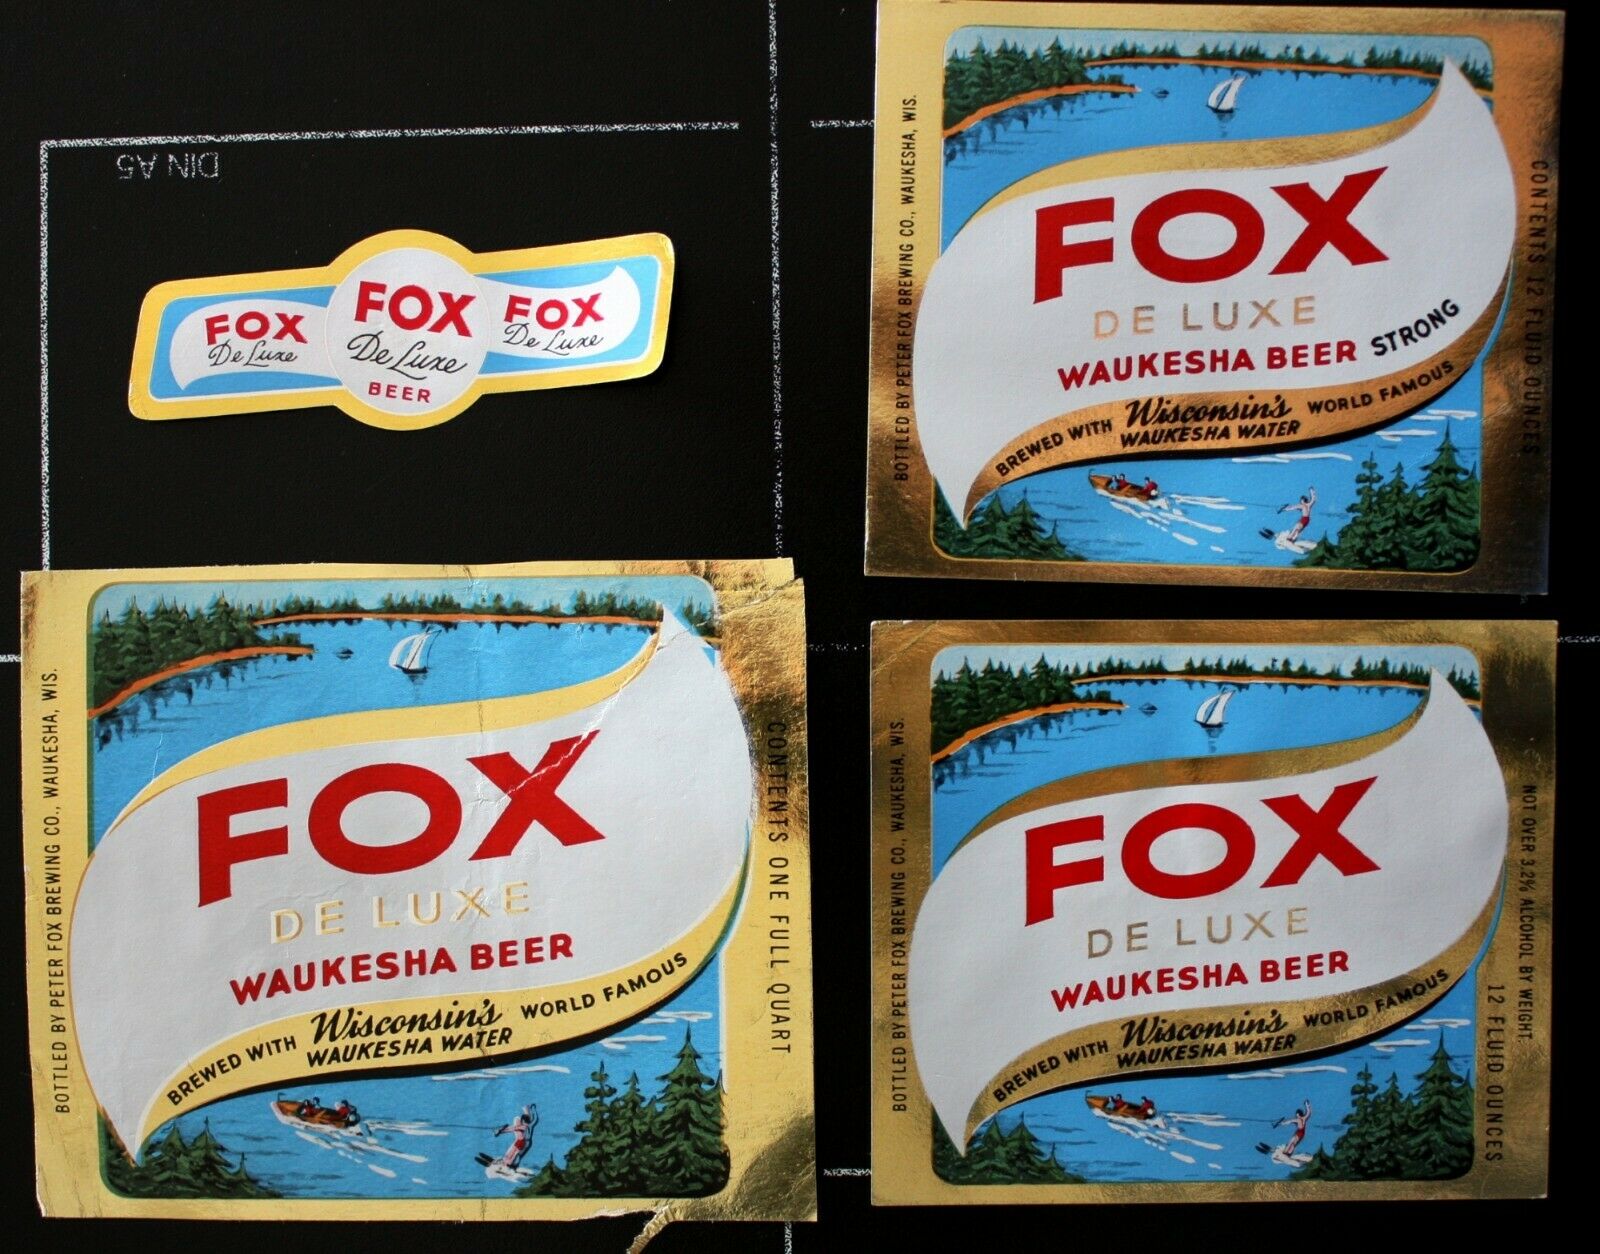 DIN A5
FOX
De Luxe
FOX
De Luxe
BEER
FOX
De Luxe
BOTTLED BY PETER FOX BREWING CO., WAUKESHA, WIS.
FOX
DE LUXE
WAUKESHA BEER STRONG
BREWED WITH Wisconsin's WORLD FAMOUS
WAUKESHA WATER
CONTENTS 12 FLUID OUNCES
BOTTLED BY PETER FOX BREWING CO., WAUKESHA, WIS.
FOX
DE LUXE
WAUKESHA BEER
BREWED WITH Wisconsin's WORLD FAMOUS
WAUKESHA WATER
CONTENTS ONE FULL QUART
BOTTLED BY PETER FOX BREWING CO., WAUKESHA, WIS.
FOX
DE LUXE
WAUKESHA BEER
BREWED WITH Wisconsin's WORLD FAMOUS
WAUKESHA WATER
NOT OVER 3.2% ALCOHOL BY WEIGHT.
12 FLUID OUNCES